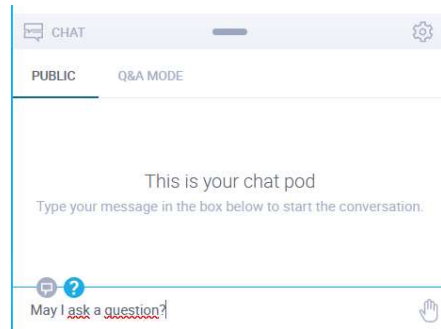 CHAT
PUBLIC Q&A MODE
This is your chat pod
Type your message in the box below to start the conversation.
?
May I ask a question?